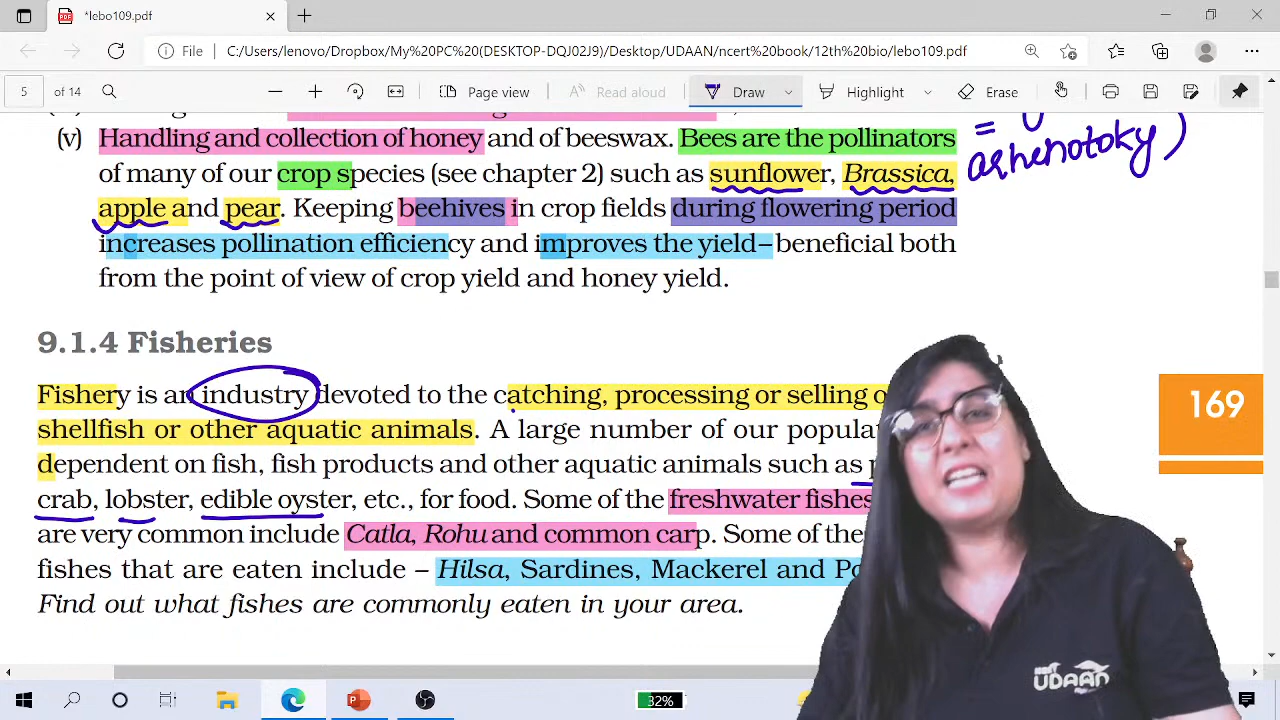 *lebo109.pdf
File C:/Users/lenovo/Dropbox/My%20PC%20(DESKTOP-DQJ02J9)/Desktop/UDAAN/ncert%20book/12th%20bio/lebo109.pdf
5 of 14 Page view Read aloud Draw Highlight Erase
(v) Handling and collection of honey and of beeswax. Bees are the pollinators
of many of our crop species (see chapter 2) such as sunflower, Brassica,
apple and pear. Keeping beehives in crop fields during flowering period
increases pollination efficiency and improves the yield–beneficial both
from the point of view of crop yield and honey yield.
9.1.4 Fisheries
Fishery is an industry devoted to the catching, processing or selling
shellfish or other aquatic animals. A large number of our
dependent on fish, fish products and other aquatic animals such as
crab, lobster, edible oyster, etc., for food. Some of the freshwater fishes
are very common include Catla, Rohu and common carp. Some of the
fishes that are eaten include – Hilsa, Sardines, Mackerel and
Find out what fishes are commonly eaten in your area.
169
UDAAN
32%